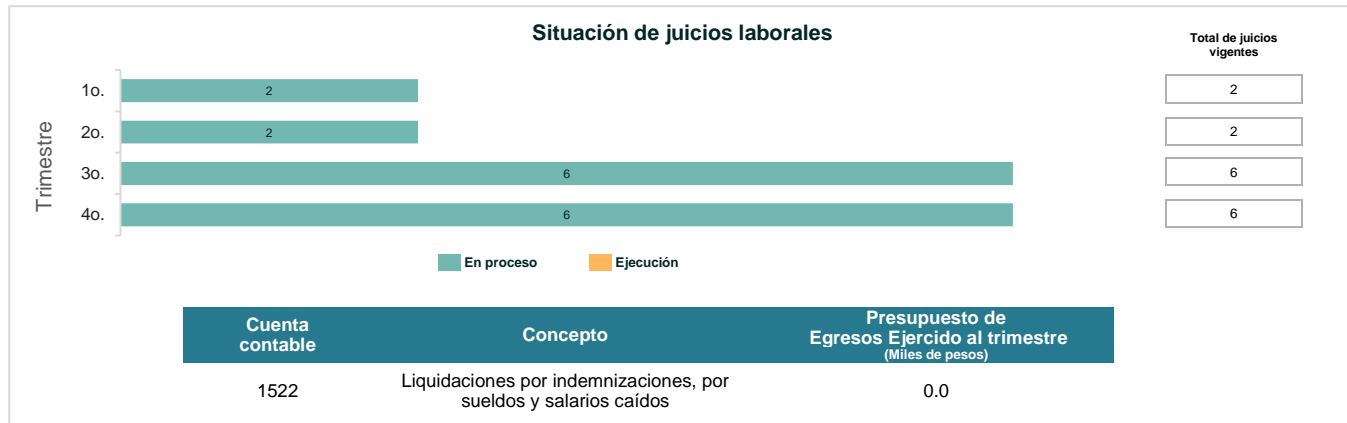 Situación de juicios laborales
Total de juicios
vigentes
Trimestre
1o.
2
2
2o.
2
2
3o.
6
6
4o.
6
6
En proceso
Ejecución
Cuenta
contable
Concepto
Presupuesto de
Egresos Ejercido al trimestre
(Miles de pesos)
1522
Liquidaciones por indemnizaciones, por
sueldos y salarios caídos
0.0